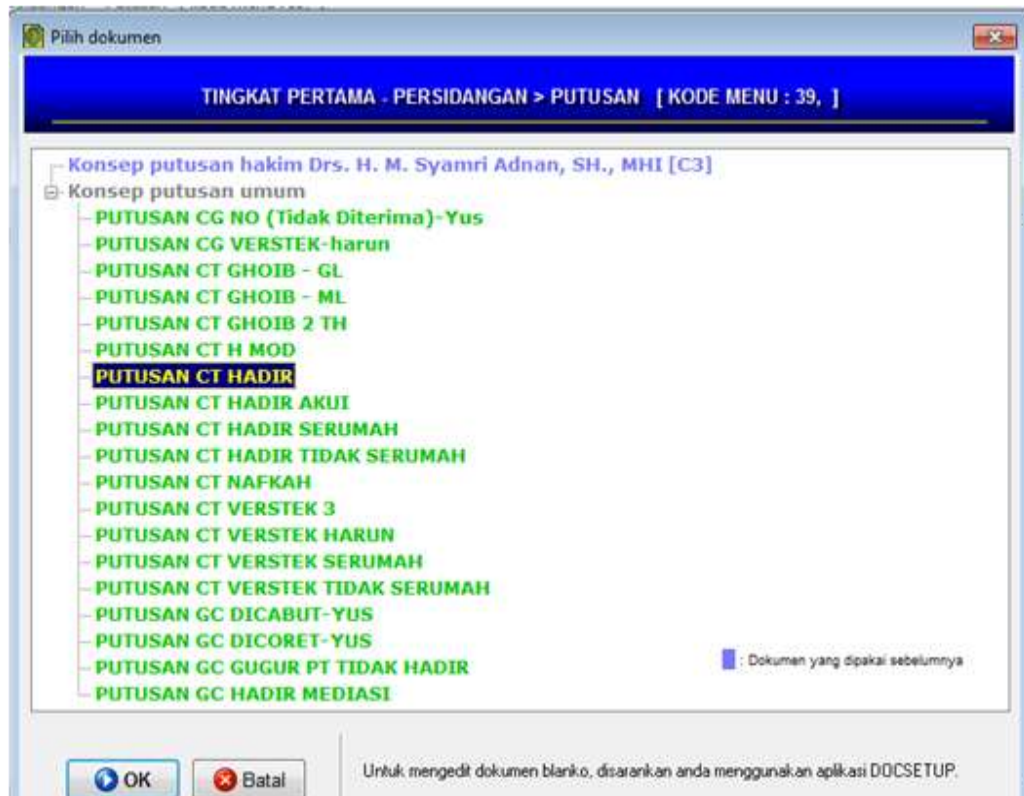 Pilih dokumen
TINGKAT PERTAMA - PERSIDANGAN > PUTUSAN [ KODE MENU : 39, ]
Konsep putusan hakim Drs. H. M. Syamri Adnan, SH., MHI [C3]
Konsep putusan umum
PUTUSAN CG NO (Tidak Diterima)-Yus
PUTUSAN CG VERSTEK-harun
PUTUSAN CT GHOIB - GL
PUTUSAN CT GHOIB - ML
PUTUSAN CT GHOIB 2 TH
PUTUSAN CT H MOD
PUTUSAN CT HADIR
PUTUSAN CT HADIR AKUI
PUTUSAN CT HADIR SERUMAH
PUTUSAN CT HADIR TIDAK SERUMAH
PUTUSAN CT NAFKAH
PUTUSAN CT VERSTEK 3
PUTUSAN CT VERSTEK HARUN
PUTUSAN CT VERSTEK SERUMAH
PUTUSAN CT VERSTEK TIDAK SERUMAH
PUTUSAN GC DICABUT-YUS
PUTUSAN GC DICORET-YUS
PUTUSAN GC GUGUR PT TIDAK HADIR
: Dokumen yang dipakai sebelumnya
PUTUSAN GC HADIR MEDIASI
OK
Batal
Untuk mengedit dokumen blanko, disarankan anda menggunakan aplikasi DOCSETUP.